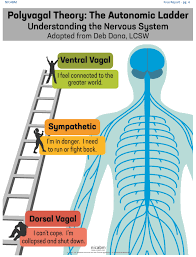 Polyvagal Theory: The Autonomic Ladder
Understanding the Nervous System
Adapted from Deb Dana, LCSW
Ventral Vagal
I feel connected to the
greater world.
Sympathetic
I'm in danger. I need
to run or fight back.
Dorsal Vagal
I can't cope. I'm
collapsed and shut down.